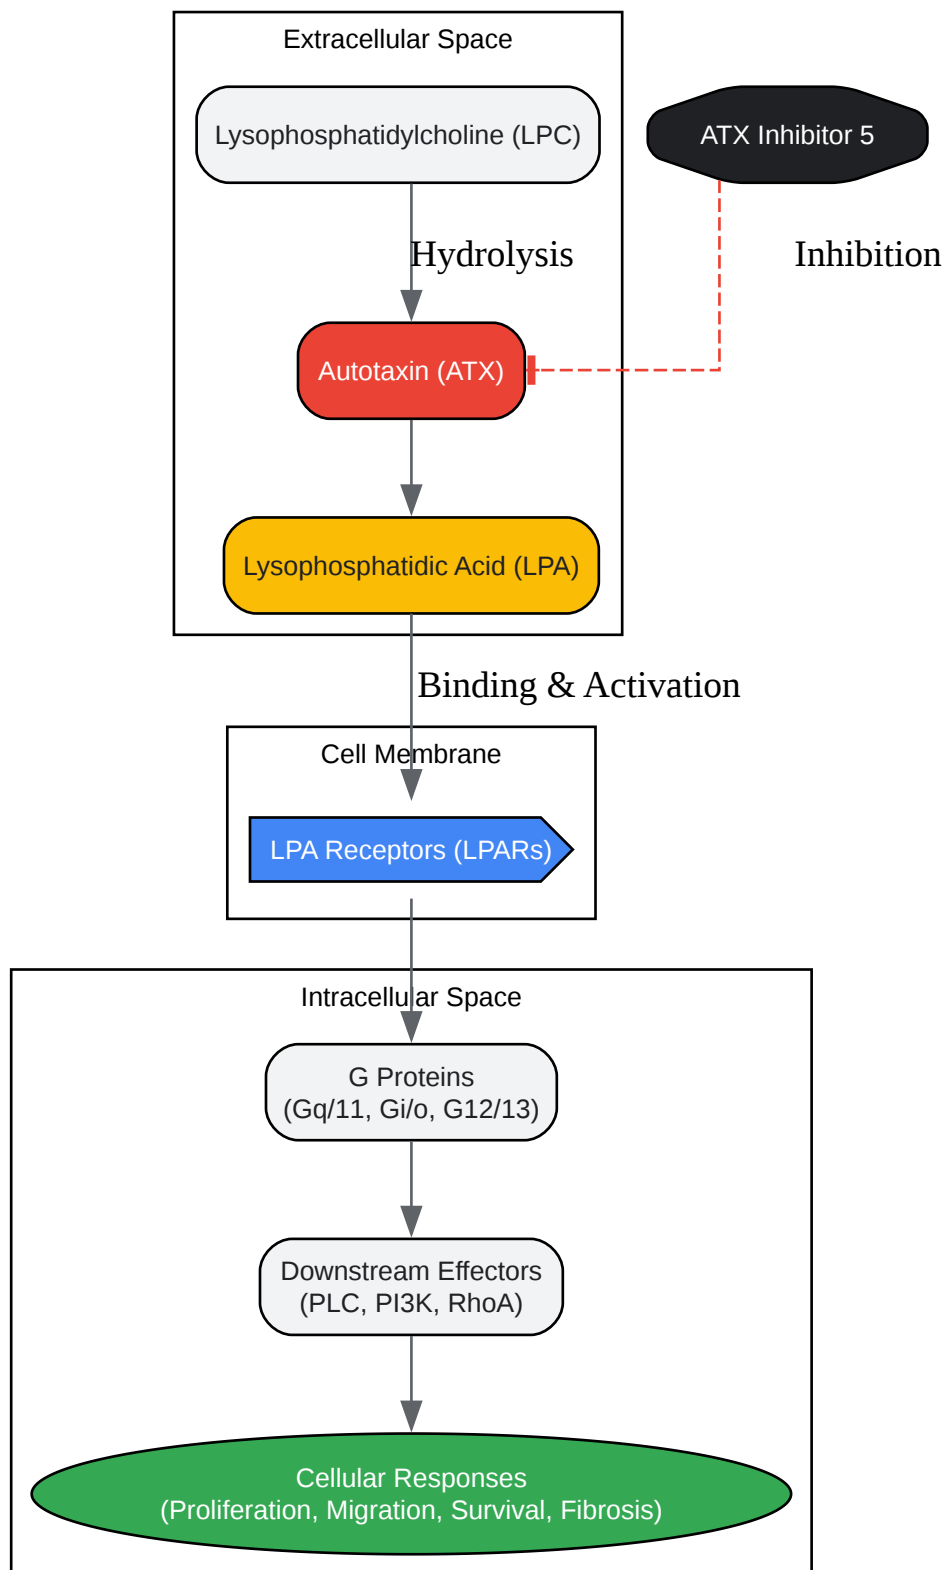 Extracellular Space
Lysophosphatidylcholine (LPC)
ATX Inhibitor 5
Hydrolysis
Inhibition
Autotaxin (ATX)
Lysophosphatidic Acid (LPA)
Binding & Activation
Cell Membrane
LPA Receptors (LPARs)
Intracellular Space
G Proteins
(Gq/11, Gi/o, G12/13)
Downstream Effectors
(PLC, PI3K, RhoA)
Cellular Responses
(Proliferation, Migration, Survival, Fibrosis)